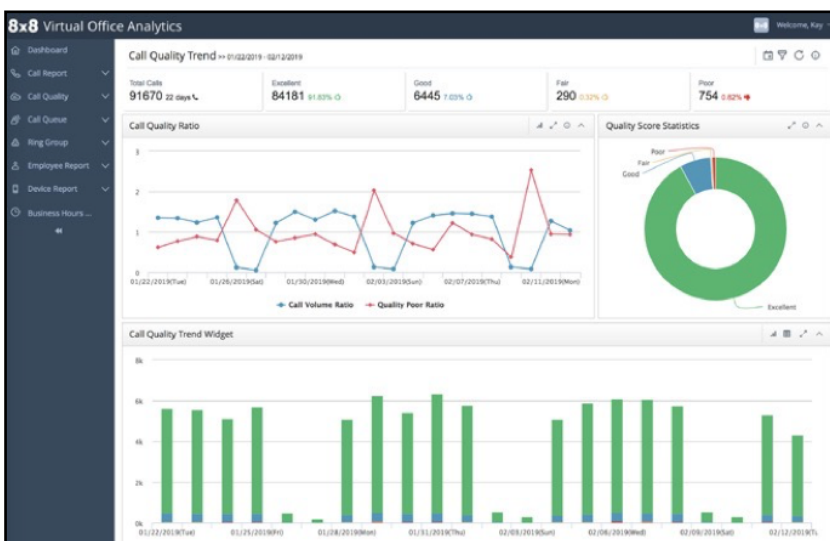 8x8 Virtual Office Analytics
Welcome, Kay
Dashboard
Call Report
Call Quality
Call Queue
Ring Group
Employee Report
Device Report
Business Hours ...
Call Quality Trend >> 01/22/2019 - 02/12/2019
Total Calls
91670 22 days
Excellent
84181 91.83%
Good
6445 7.03%
Fair
290 0.32%
Poor
754 0.82%
Call Quality Ratio
3
2
1
0
01/22/2019(Tue) 01/26/2019(Sat) 01/30/2019(Wed) 02/03/2019(Sun) 02/07/2019(Thu) 02/11/2019(Mon)
Call Volume Ratio Quality Poor Ratio
Quality Score Statistics
Poor
Fair
Good
Excellent
Call Quality Trend Widget
8k
6k
4k
2k
0k
01/22/2019(Tue) 01/25/2019(Fri) 01/28/2019(Mon) 01/31/2019(Thu) 02/03/2019(Sun) 02/06/2019(Wed) 02/09/2019(Sat) 02/12/2019(Tu